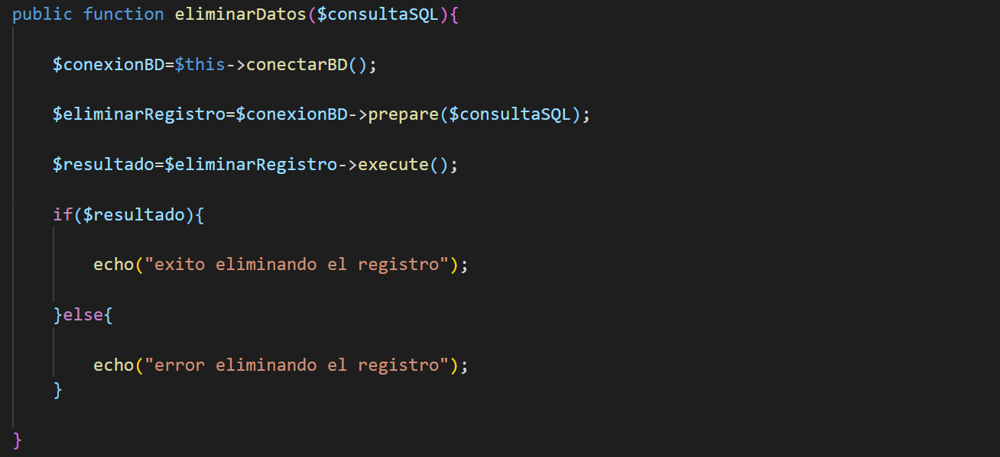 public function eliminarDatos($consultaSQL){
$conexionBD=$this->conectarBD();
$eliminarRegistro=$conexionBD->prepare($consultaSQL);
$resultado=$eliminarRegistro->execute();
if($resultado){
echo("exito eliminando el registro");
}else{
echo("error eliminando el registro");
}
}